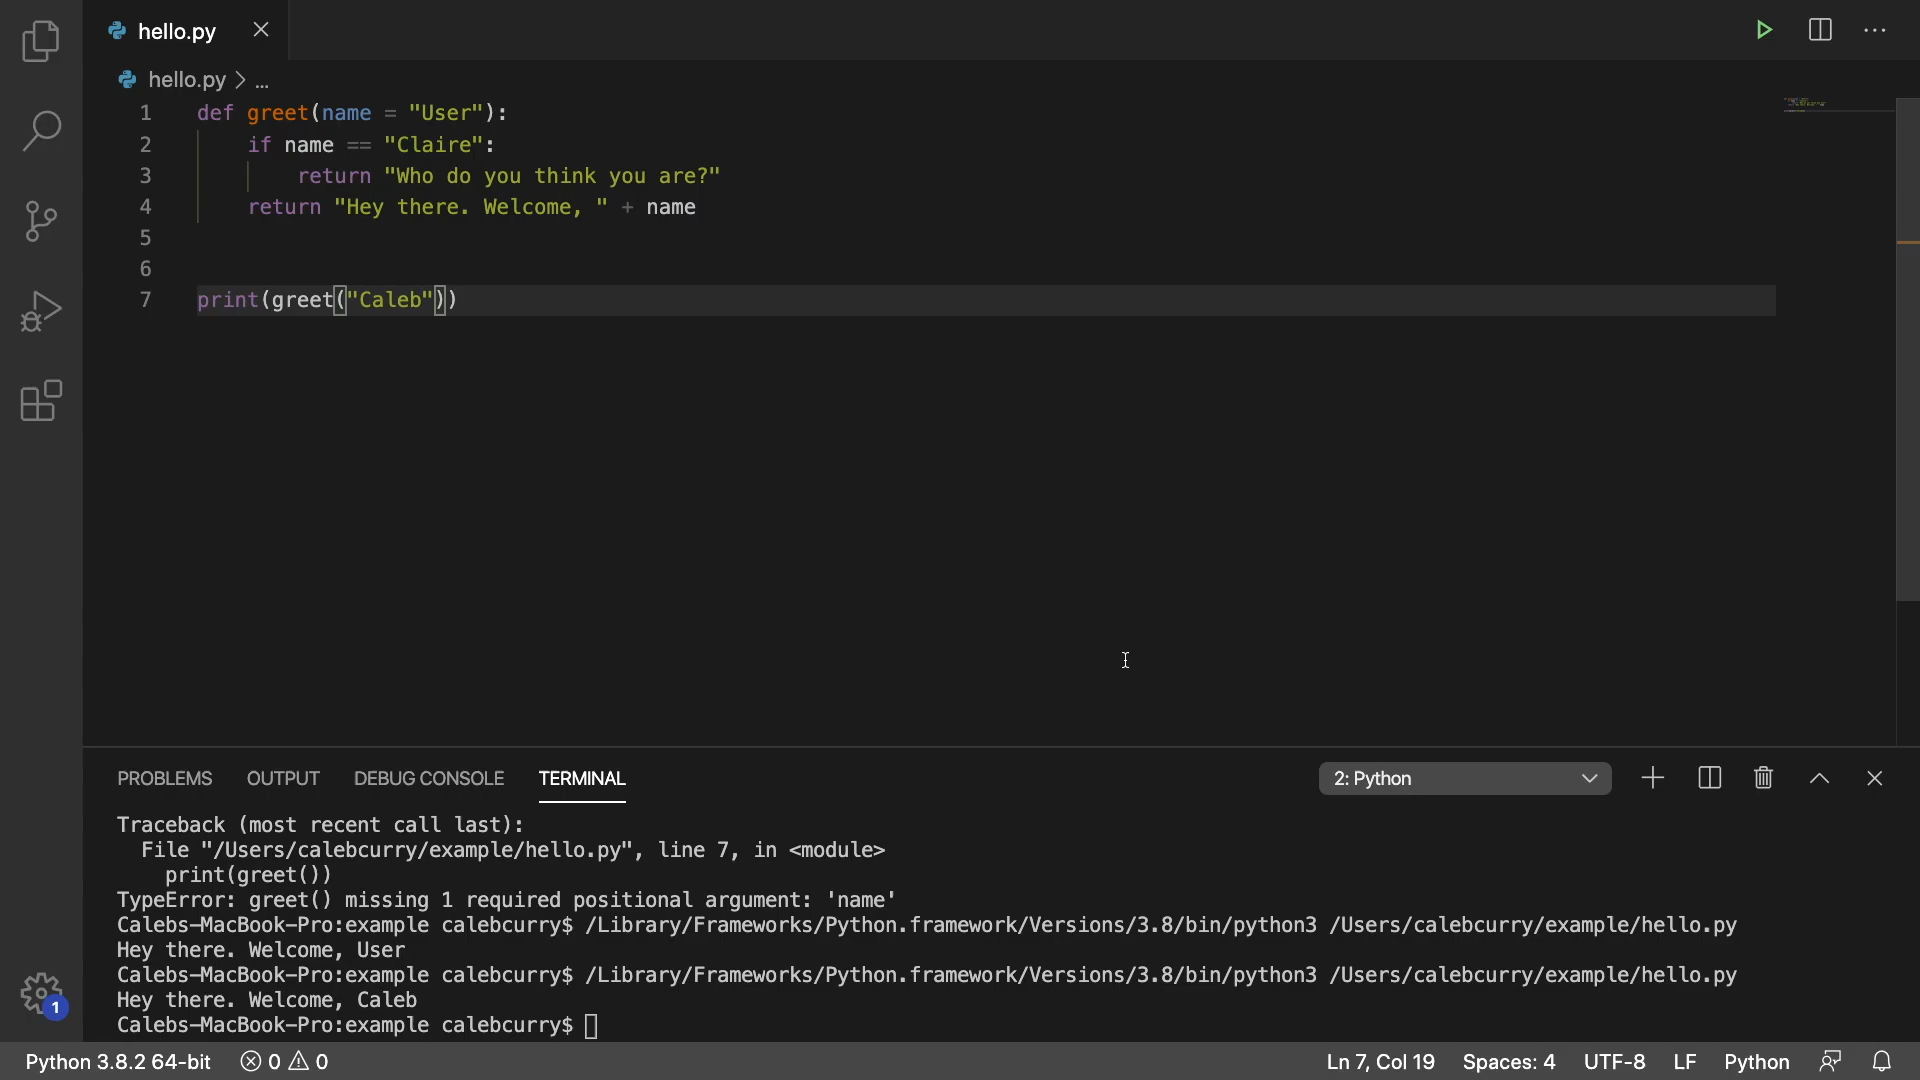 hello.py
hello.py > ...
1 def greet(name = "User"):
2 if name == "Claire":
3 return "Who do you think you are?"
4 return "Hey there. Welcome, " + name
5
6
7 print(greet("Caleb"))
PROBLEMS OUTPUT DEBUG CONSOLE TERMINAL 2: Python
Traceback (most recent call last):
File "/Users/calebcurry/example/hello.py", line 7, in <module>
print(greet())
TypeError: greet() missing 1 required positional argument: 'name'
Calebs-MacBook-Pro:example calebcurry$ /Library/Frameworks/Python.framework/Versions/3.8/bin/python3 /Users/calebcurry/example/hello.py
Hey there. Welcome, User
Calebs-MacBook-Pro:example calebcurry$ /Library/Frameworks/Python.framework/Versions/3.8/bin/python3 /Users/calebcurry/example/hello.py
Hey there. Welcome, Caleb
Calebs-MacBook-Pro:example calebcurry$
1
Python 3.8.2 64-bit 0 0 Ln 7, Col 19 Spaces: 4 UTF-8 LF Python